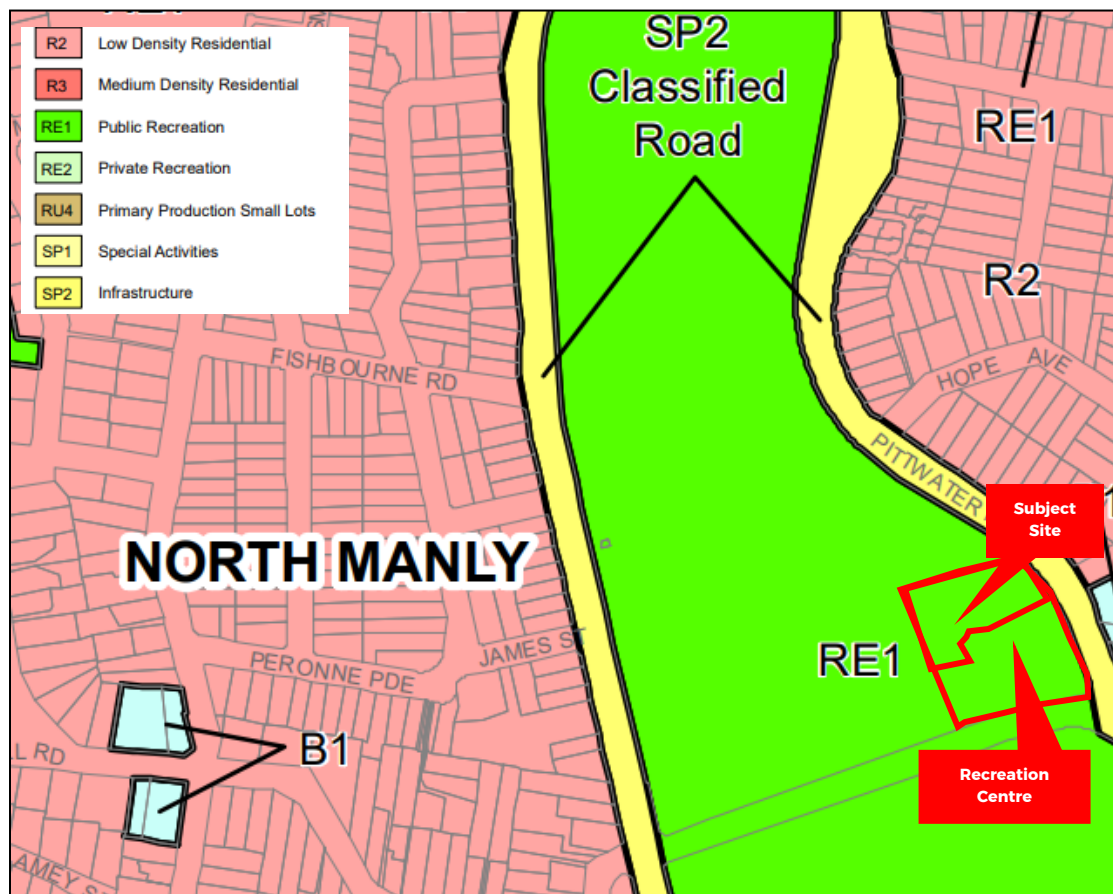 R2 Low Density Residential
R3 Medium Density Residential
RE1 Public Recreation
RE2 Private Recreation
RU4 Primary Production Small Lots
SP1 Special Activities
SP2 Infrastructure
SP2
Classified
Road
RE1
R2
FISHBOURNE RD
HOPE AVE
PITTWATER
Subject
Site
NORTH MANLY
JAMES ST
PERONNE PDE
RE1
B1
RD
Recreation
Centre
AMEY